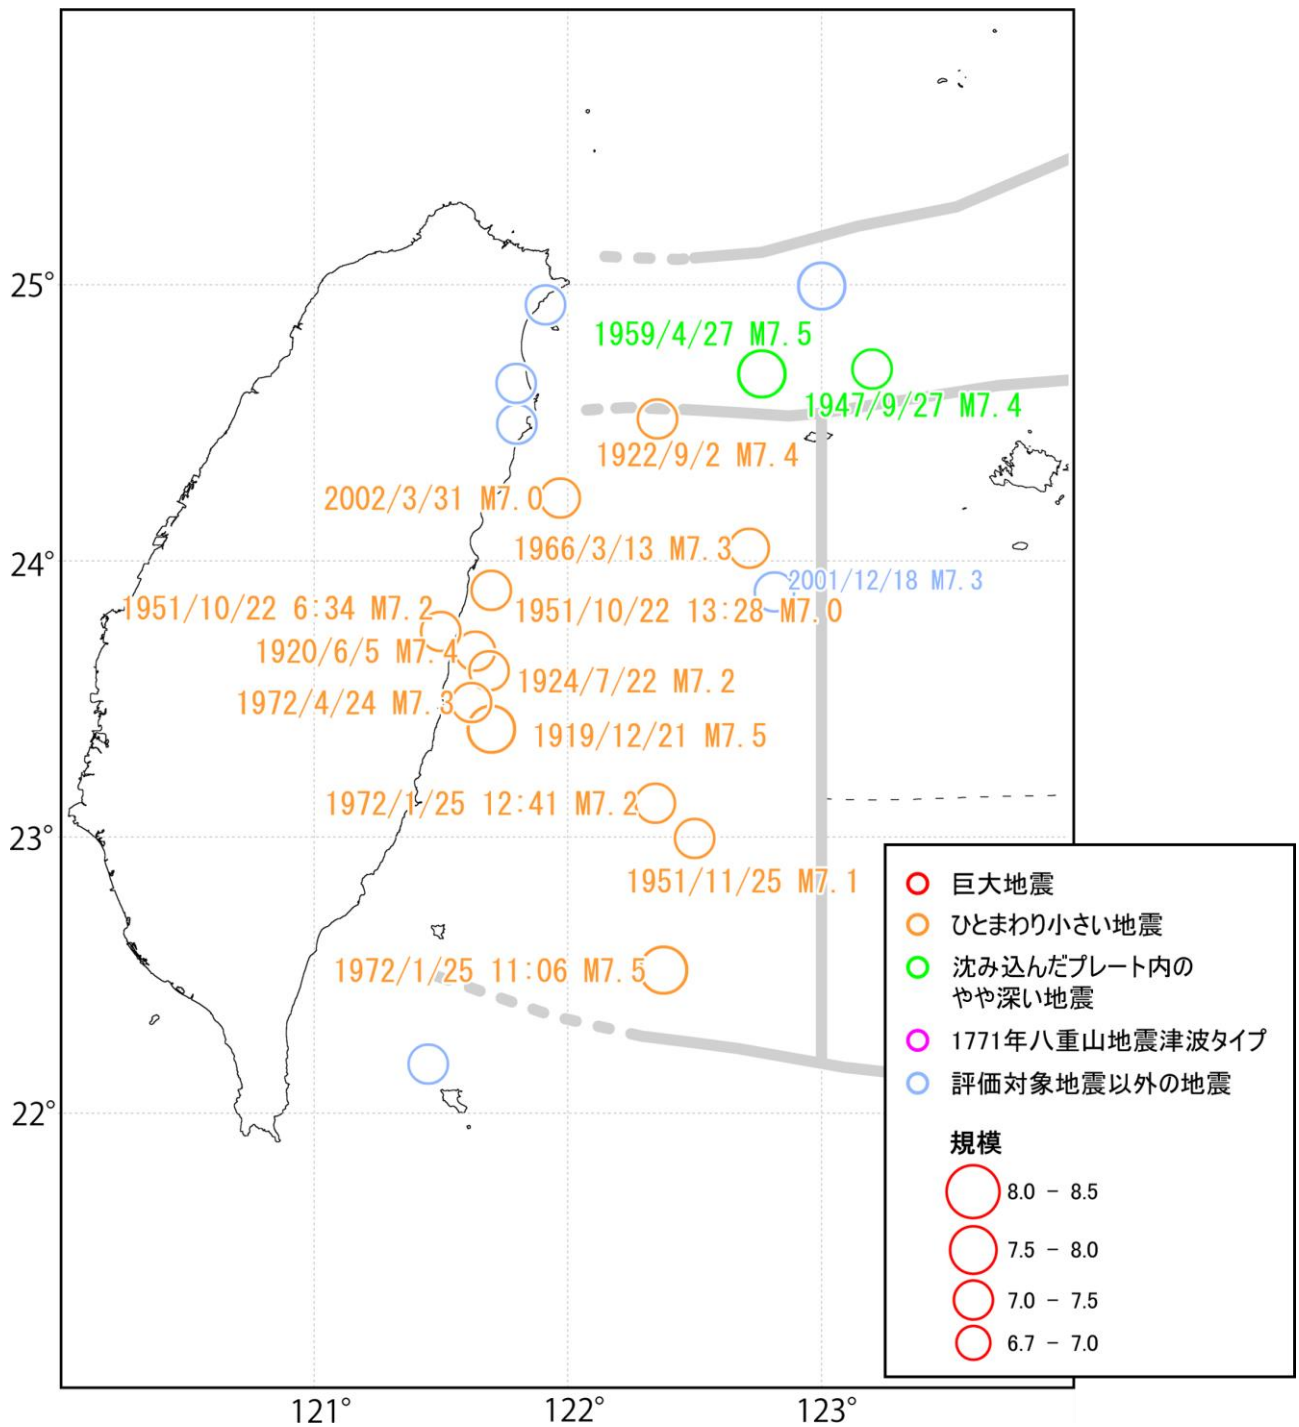 25°
1959/4/27 M7.5
1947/9/27 M7.4
1922/9/2 M7.4
2002/3/31 M7.0
24°
1966/3/13 M7.3
2001/12/18 M7.3
1951/10/22 6:34 M7.2
1951/10/22 13:28 M7.0
1920/6/5 M7.4
1924/7/22 M7.2
1972/4/24 M7.3
1919/12/21 M7.5
1972/1/25 12:41 M7.2
23°
1951/11/25 M7.1
1972/1/25 11:06 M7.5
22°
121°
122°
123°
巨大地震
ひとまわり小さい地震
沈み込んだプレート内の
やや深い地震
1771年八重山地震津波タイプ
評価対象地震以外の地震
規模
8.0 - 8.5
7.5 - 8.0
7.0 - 7.5
6.7 - 7.0